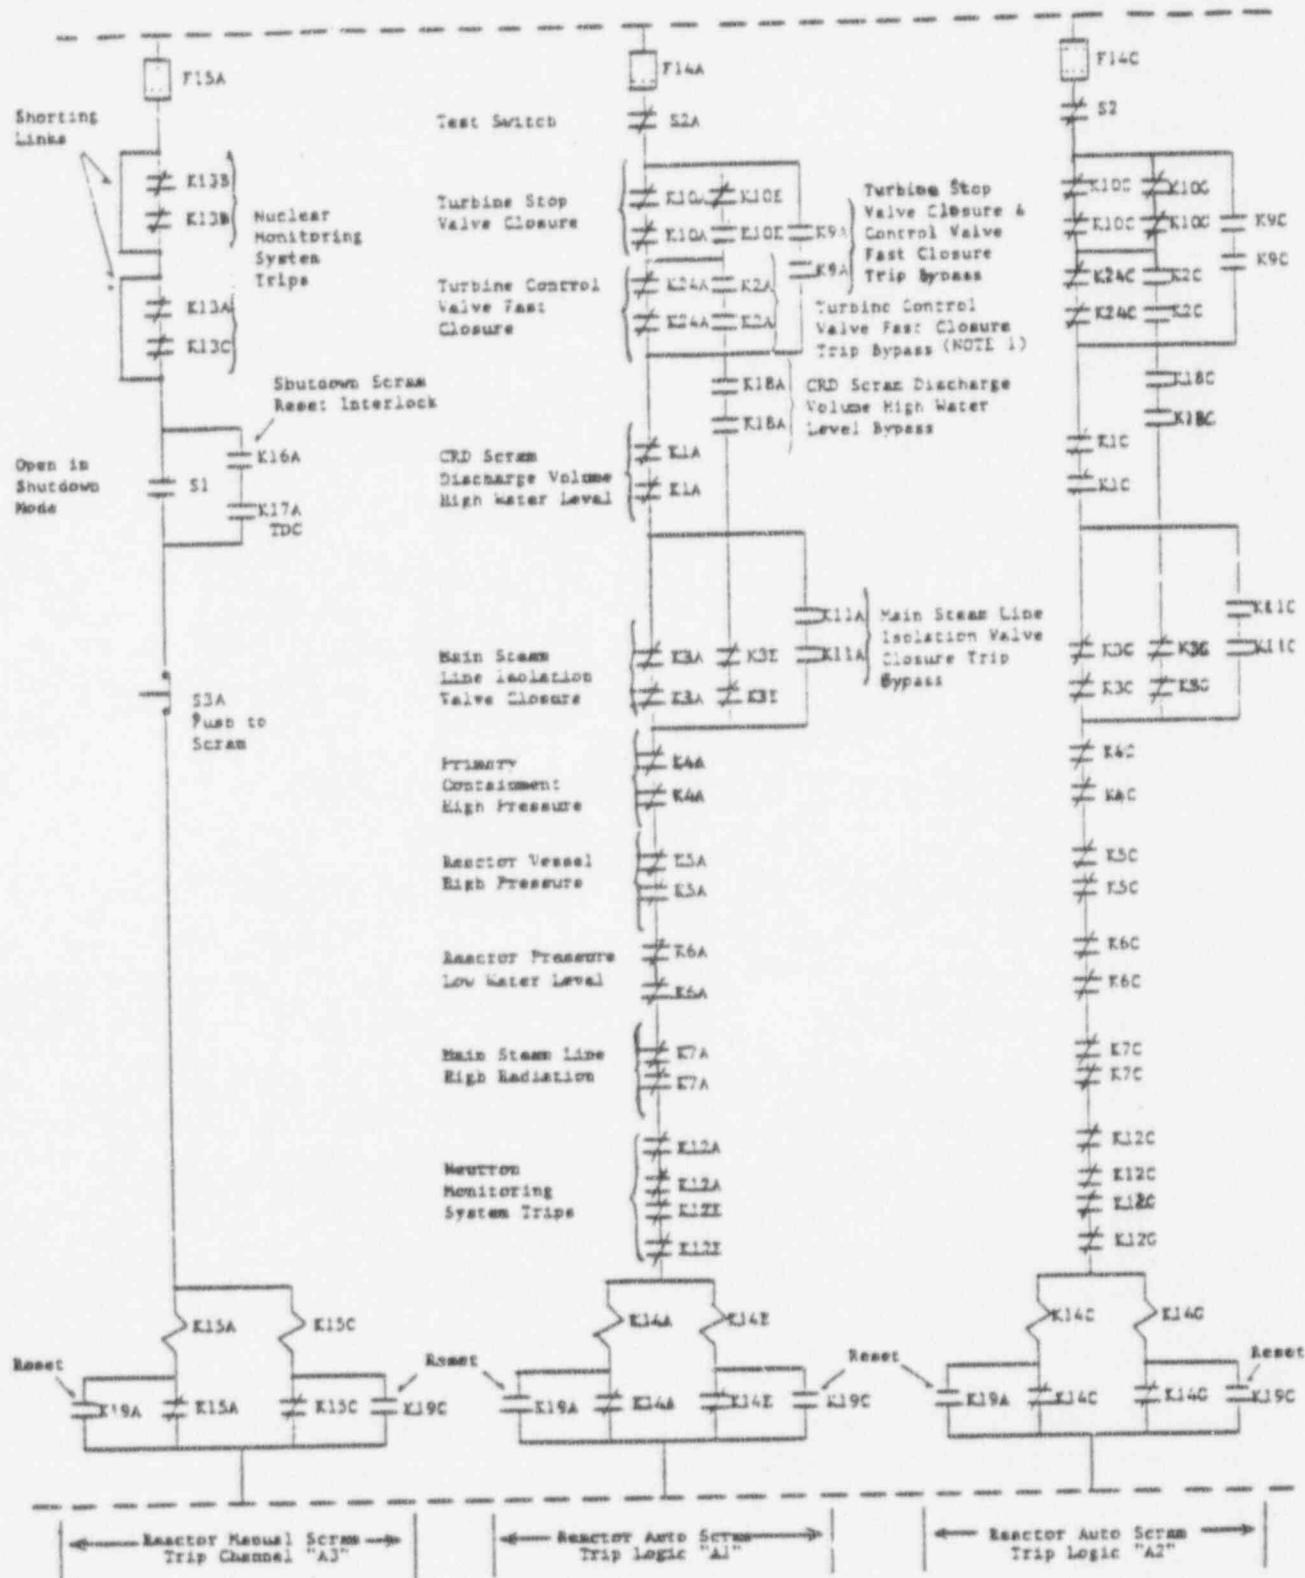 F15A
F14A
F14C
Shorting
Links
Test Switch
S2A
S2
K13B
K13B
Nuclear
Monitoring
System
Trips
K13A
K13C
Turbine Stop
Valve Closure
K10A
K10E
K10A
K10E
K9A
K9A
Turbine Stop
Valve Closure &
Control Valve
Fast Closure
Trip Bypass
K10C
K10G
K10C
K10G
K9C
K9C
Turbine Control
Valve Fast
Closure
K24A
K2A
K24A
K2A
Turbine Control
Valve Fast Closure
Trip Bypass (NOTE 1)
K24C
K2C
K24C
K2C
Shutdown Scram
Reset Interlock
K18A
K18A
CRD Scram Discharge
Volume High Water
Level Bypass
K18C
K18C
Open in
Shutdown
Mode
S1
K16A
K17A
TDC
CRD Scram
Discharge Volume
High Water Level
K1A
K1A
K1C
K1C
S3A
Push to
Scram
Main Steam
Line Isolation
Valve Closure
K3A
K3E
K3A
K3E
K11A
K11A
Main Steam Line
Isolation Valve
Closure Trip
Bypass
K3C
K3G
K3C
K3G
K11C
K11C
Primary
Containment
High Pressure
K4A
K4A
K4C
K4C
Reactor Vessel
High Pressure
K5A
K5A
K5C
K5C
Reactor Pressure
Low Water Level
K6A
K6A
K6C
K6C
Main Steam Line
High Radiation
K7A
K7A
K7C
K7C
Neutron
Monitoring
System Trips
K12A
K12A
K12E
K12E
K12C
K12C
K12G
K12G
K15A
K15C
K14A
K14E
K14C
K14G
Reset
Reset
Reset
Reset
K19A
K15A
K15C
K19C
K19A
K14A
K14E
K19C
K19A
K14C
K14G
K19C
Reactor Manual Scram
Trip Channel "A3"
Reactor Auto Scram
Trip Logic "A1"
Reactor Auto Scram
Trip Logic "A2"